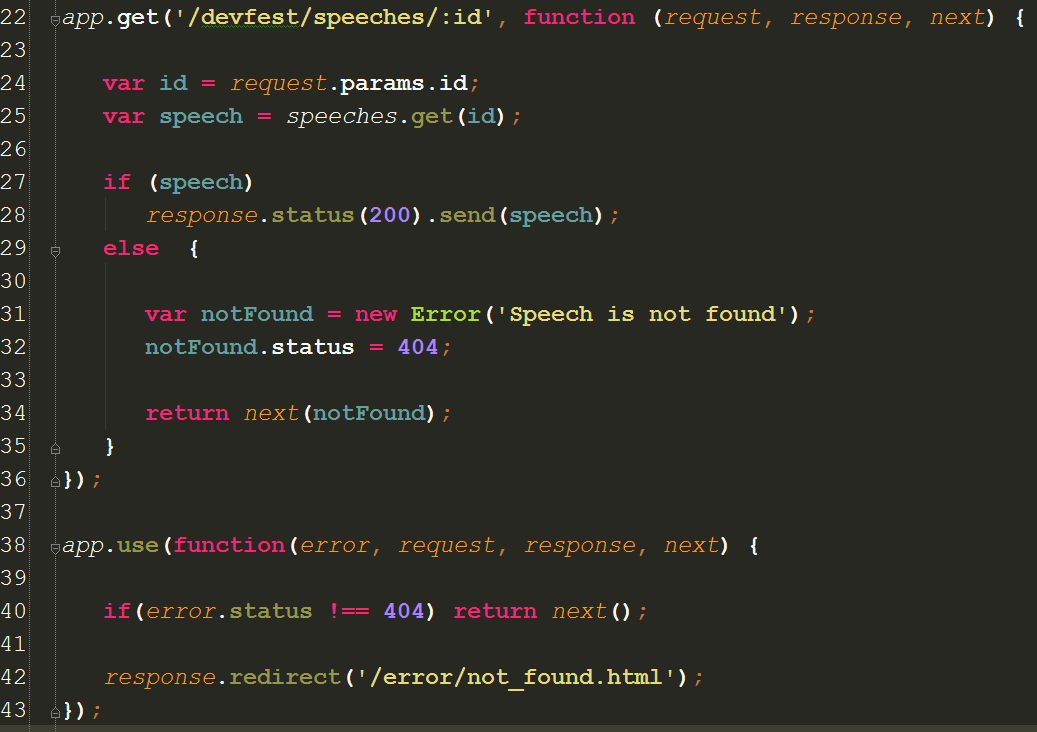 22 app.get('/devfest/speeches/:id', function (request, response, next) {
23
24 var id = request.params.id;
25 var speech = speeches.get(id);
26
27 if (speech)
28 response.status(200).send(speech);
29 else  {
30
31 var notFound = new Error('Speech is not found');
32 notFound.status = 404;
33
34 return next(notFound);
35 }
36 });
37
38 app.use(function(error, request, response, next) {
39
40 if(error.status !== 404) return next();
41
42 response.redirect('/error/not_found.html');
43 });